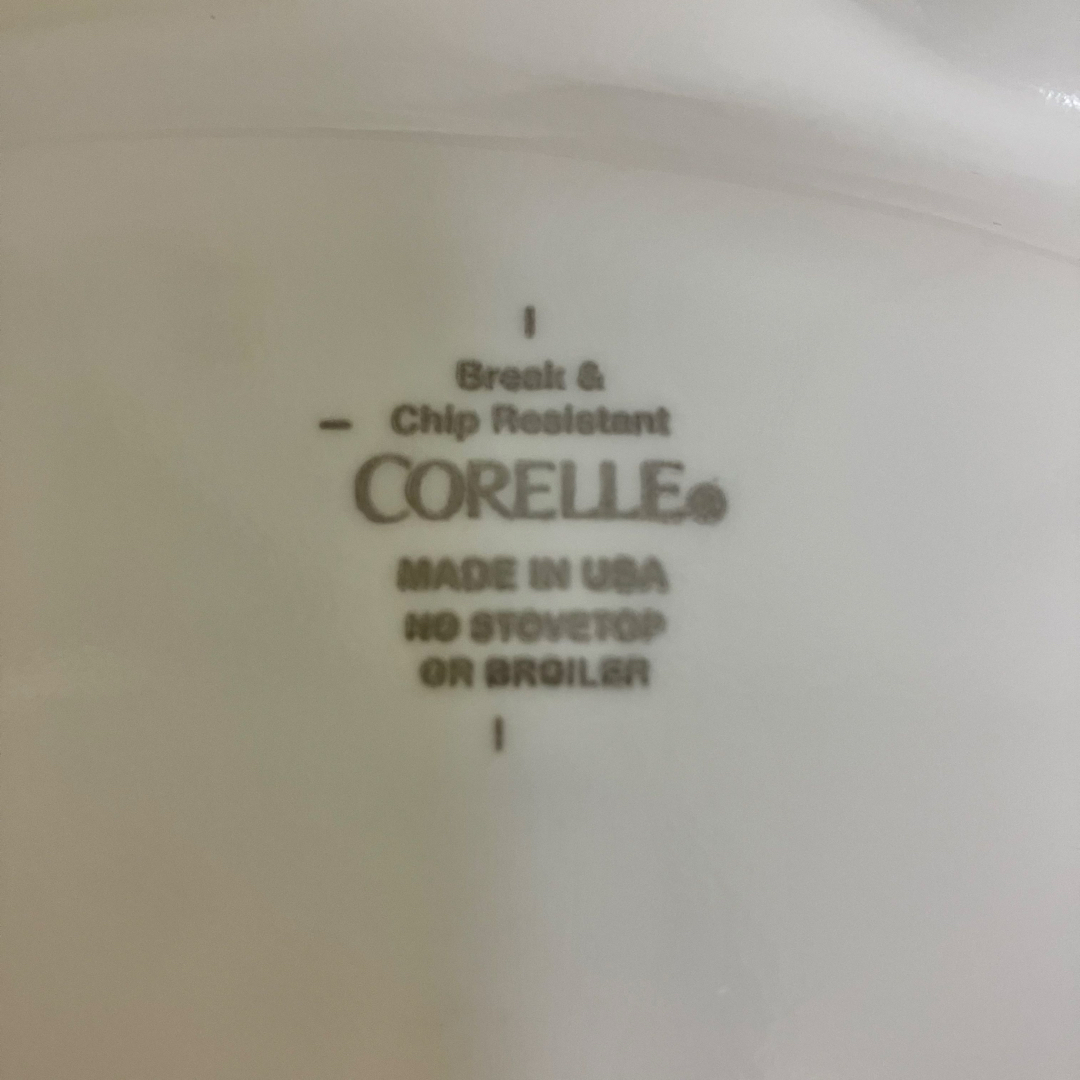 Break &
Chip Resistant
CORELLE®
MADE IN USA
NO STOVETOP
OR BROILER